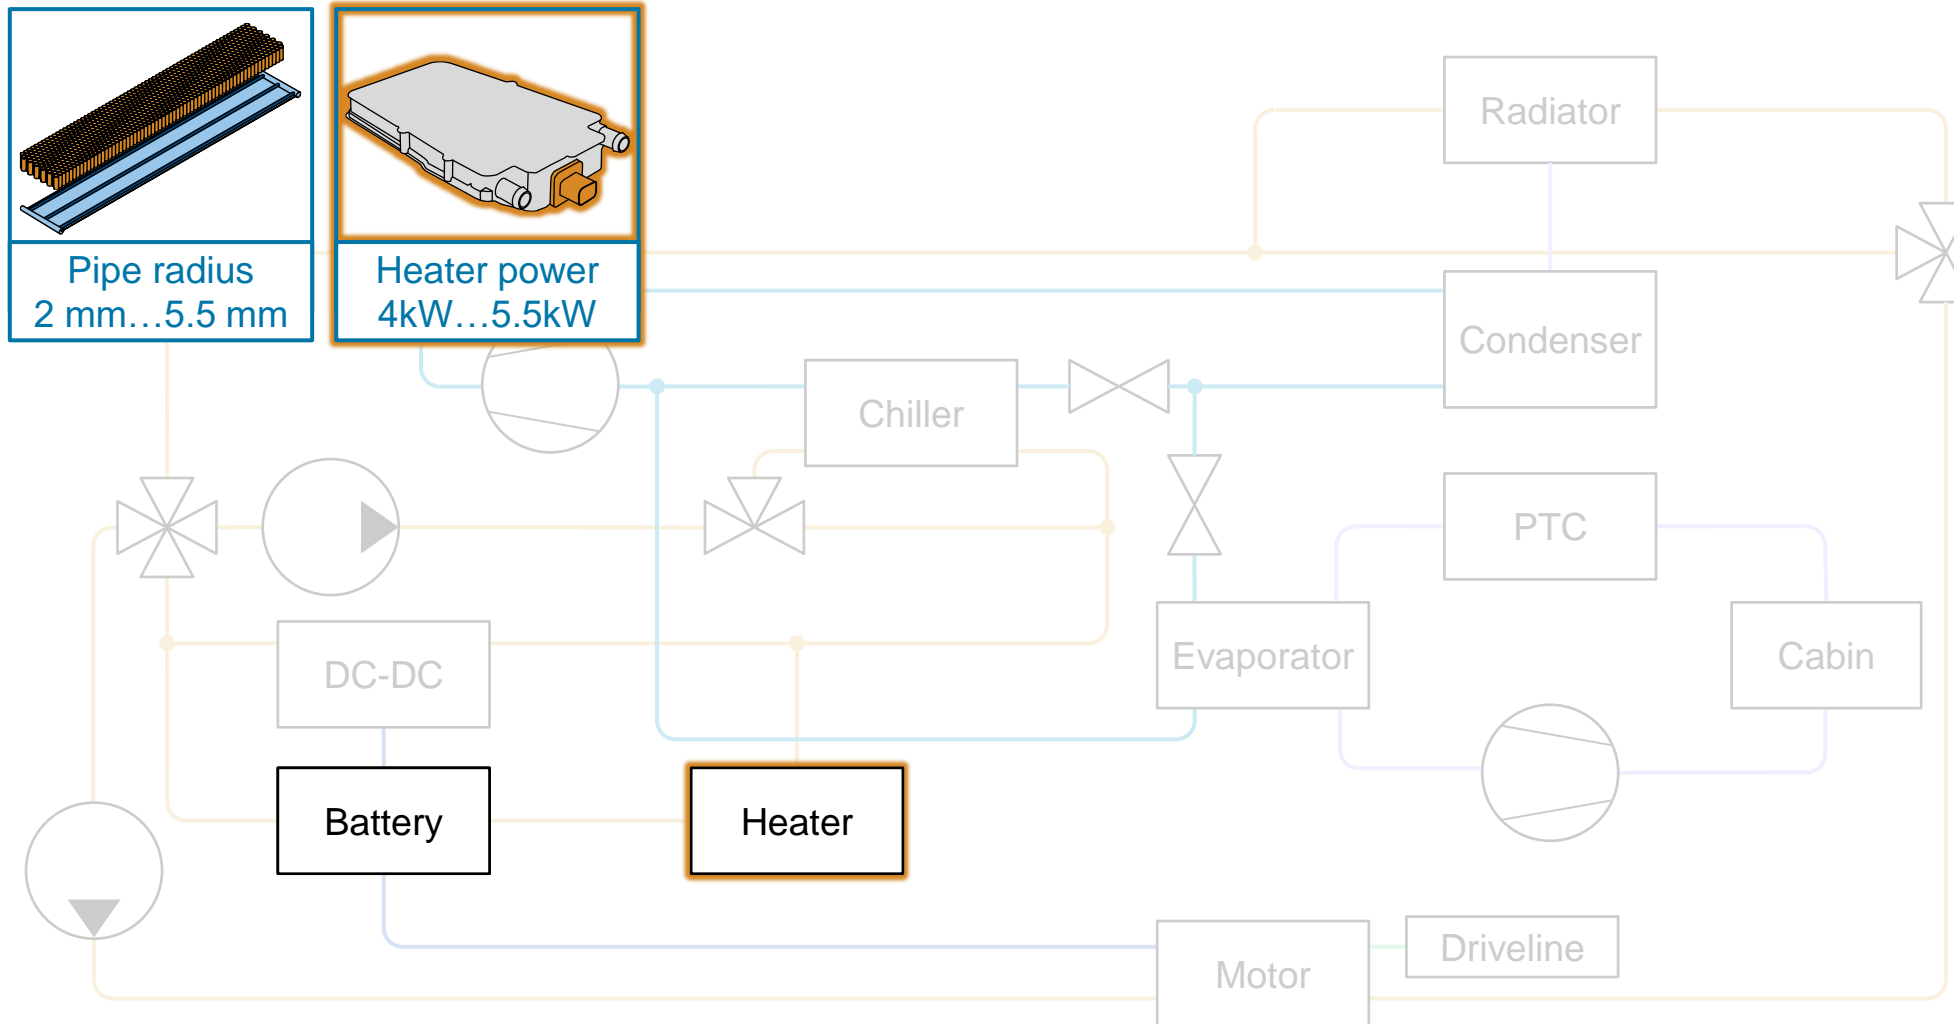 Pipe radius
2 mm…5.5 mm
Heater power
4kW…5.5kW
Radiator
Condenser
Chiller
PTC
Evaporator
Cabin
DC-DC
Battery
Heater
Driveline
Motor